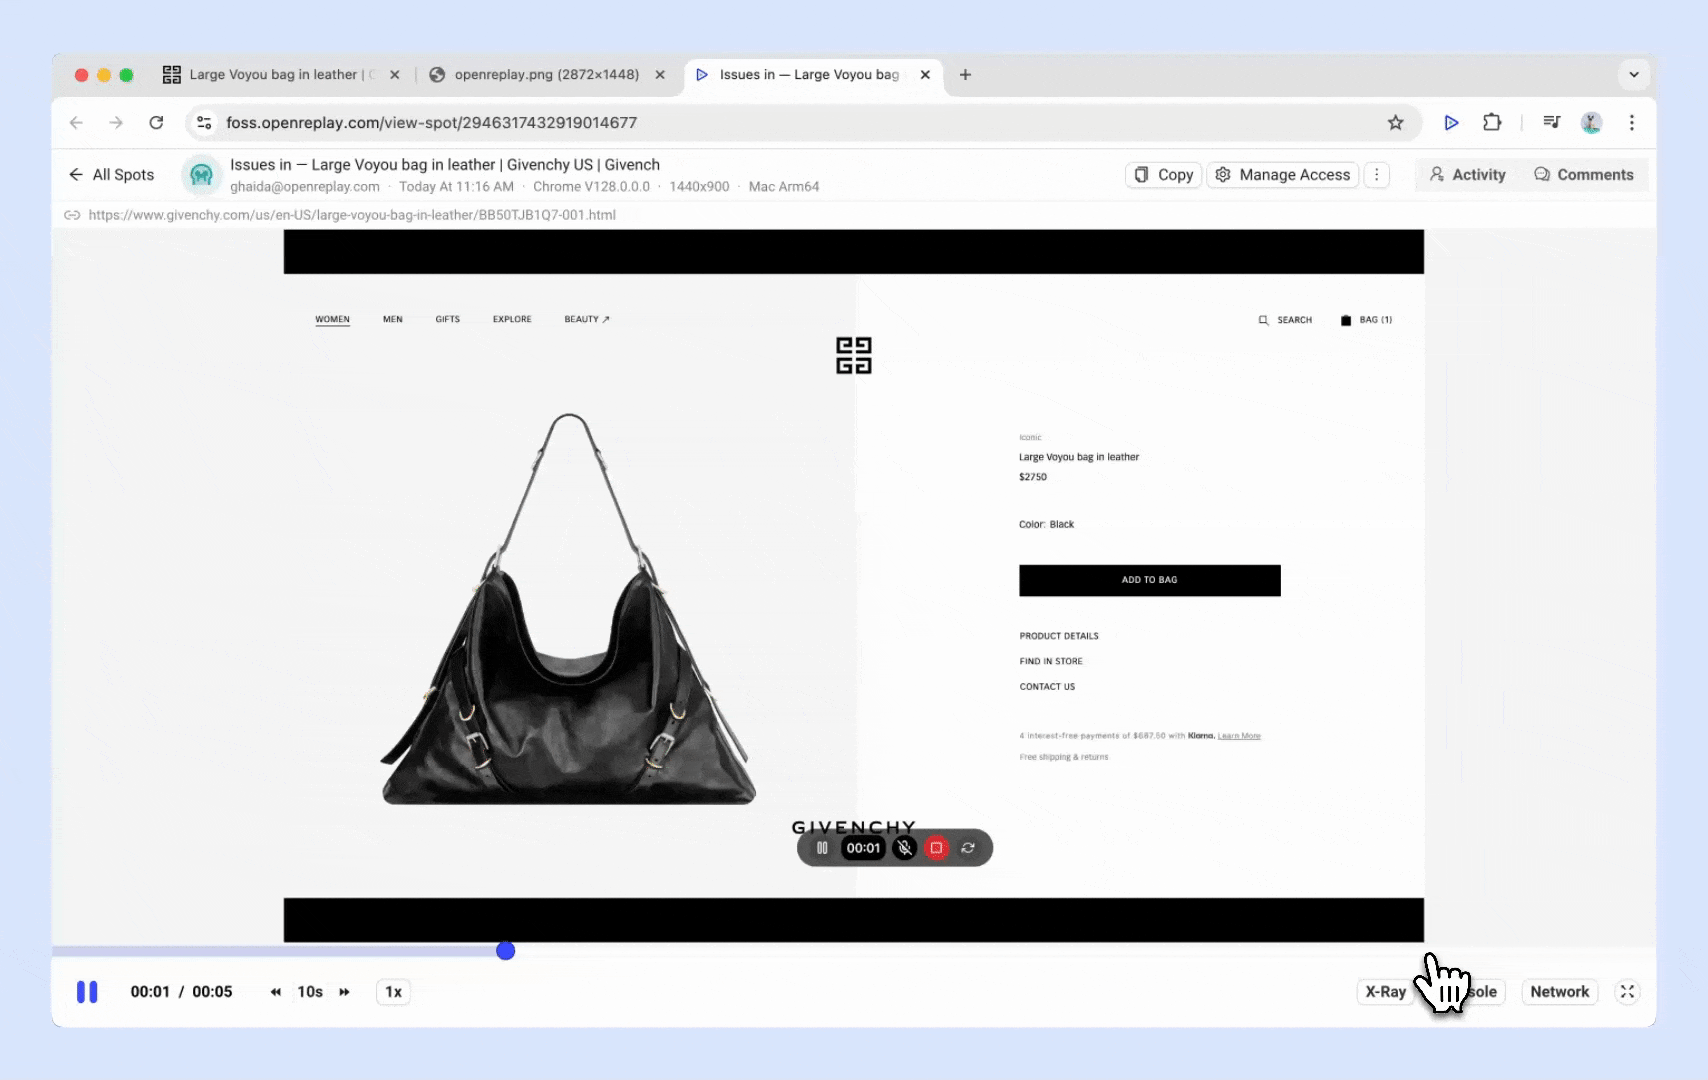 Large Voyou bag in leather |
openreplay.png (2872×1448)
Issues in — Large Voyou bag
foss.openreplay.com/view-spot/2946317432919014677
All Spots
Issues in — Large Voyou bag in leather | Givenchy US | Givench
ghaida@openreplay.com · Today At 11:16 AM · Chrome V128.0.0.0 · 1440x900 · Mac Arm64
Copy
Manage Access
Activity
Comments
https://www.givenchy.com/us/en-US/large-voyou-bag-in-leather/BB50TJB1Q7-001.html
WOMEN
MEN
GIFTS
EXPLORE
BEAUTY ↗
SEARCH
BAG (1)
Iconic
Large Voyou bag in leather
$2750
Color: Black
ADD TO BAG
PRODUCT DETAILS
FIND IN STORE
CONTACT US
4 interest-free payments of $687.50 with Klarna. Learn More
Free shipping & returns
GIVENCHY
00:01
00:01 / 00:05
10s
1x
X-Ray
sole
Network